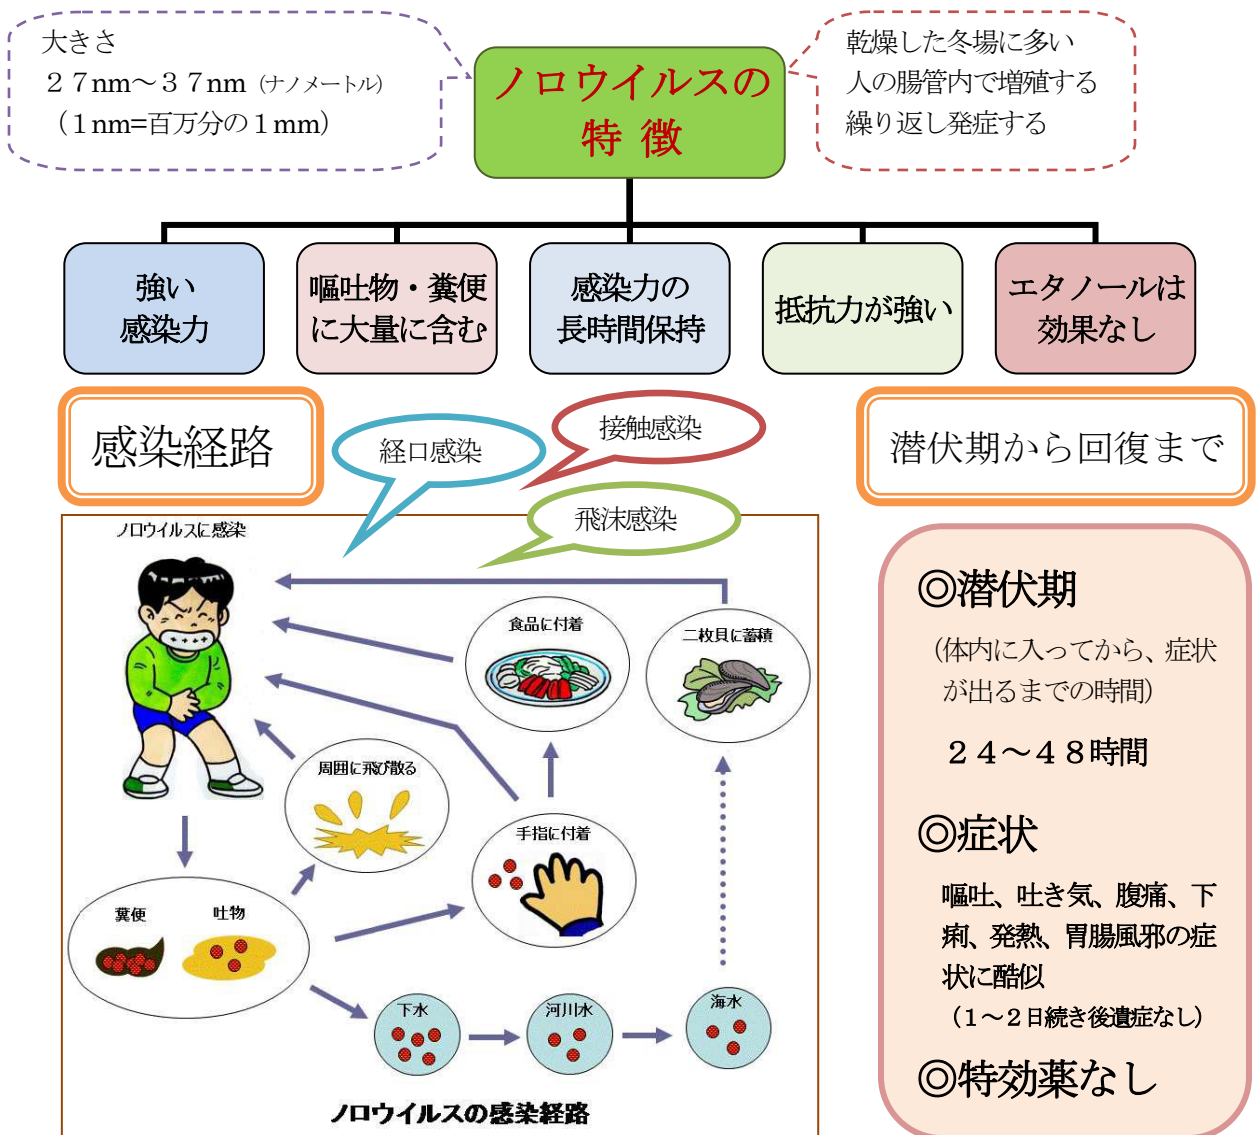 大きさ
２７nm～３７nm（ナノメートル）
（１nm=百万分の１mm）
ノロウイルスの
特 徴
乾燥した冬場に多い
人の腸管内で増殖する
繰り返し発症する
強い
感染力
嘔吐物・糞便
に大量に含む
感染力の
長時間保持
抵抗力が強い
エタノールは
効果なし
感染経路
経口感染
接触感染
飛沫感染
潜伏期から回復まで
ノロウイルスに感染
食品に付着
二枚貝に蓄積
周囲に飛び散る
手指に付着
糞便
吐物
下水
河川水
海水
ノロウイルスの感染経路
◎潜伏期
（体内に入ってから、症状
が出るまでの時間）
２４～４８時間
◎症状
嘔吐、吐き気、腹痛、下
痢、発熱、胃腸風邪の症
状に酷似
（１～２日続き後遺症なし）
◎特効薬なし